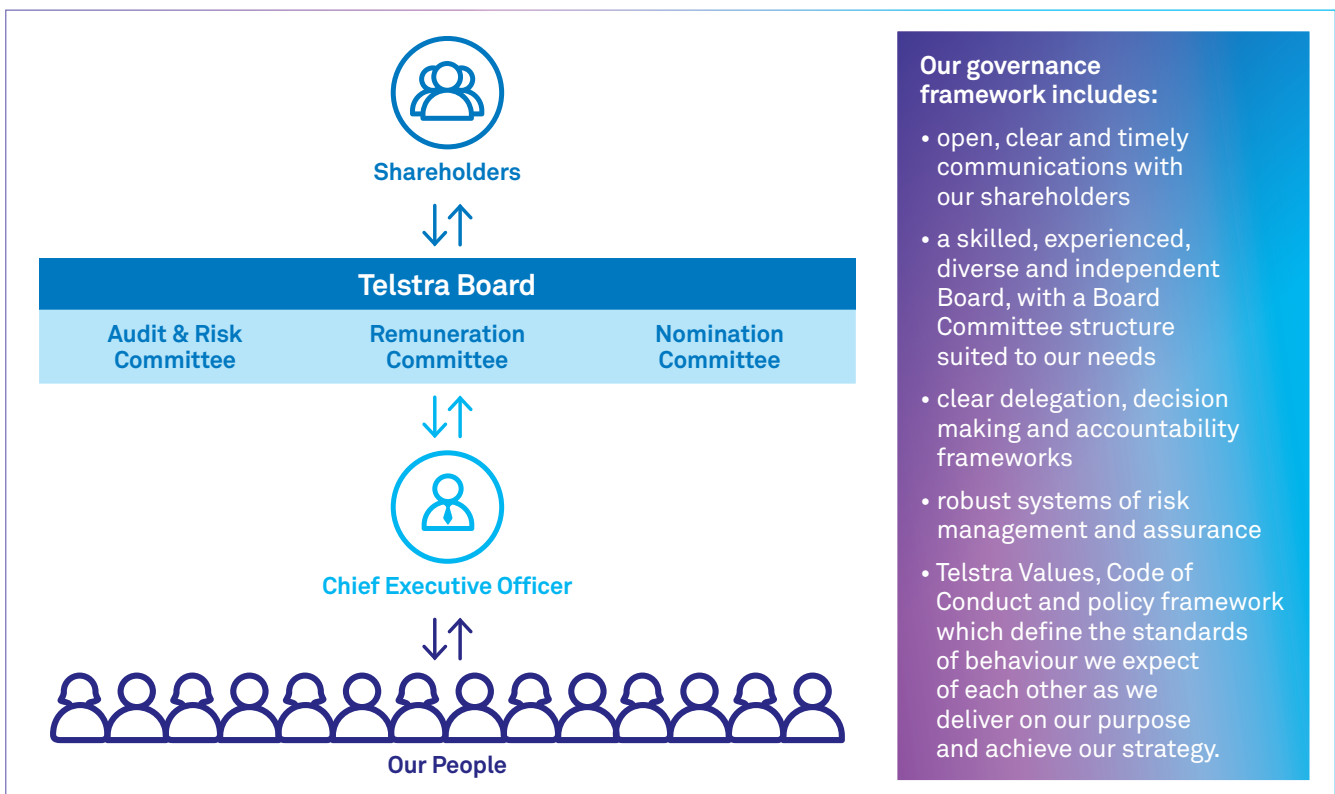 Shareholders
Telstra Board
Audit & Risk
Committee
Remuneration
Committee
Nomination
Committee
Chief Executive Officer
Our People
Our governance
framework includes:
• open, clear and timely
communications with
our shareholders
• a skilled, experienced,
diverse and independent
Board, with a Board
Committee structure
suited to our needs
• clear delegation, decision
making and accountability
frameworks
• robust systems of risk
management and assurance
• Telstra Values, Code of
Conduct and policy framework
which define the standards
of behaviour we expect
of each other as we
deliver on our purpose
and achieve our strategy.